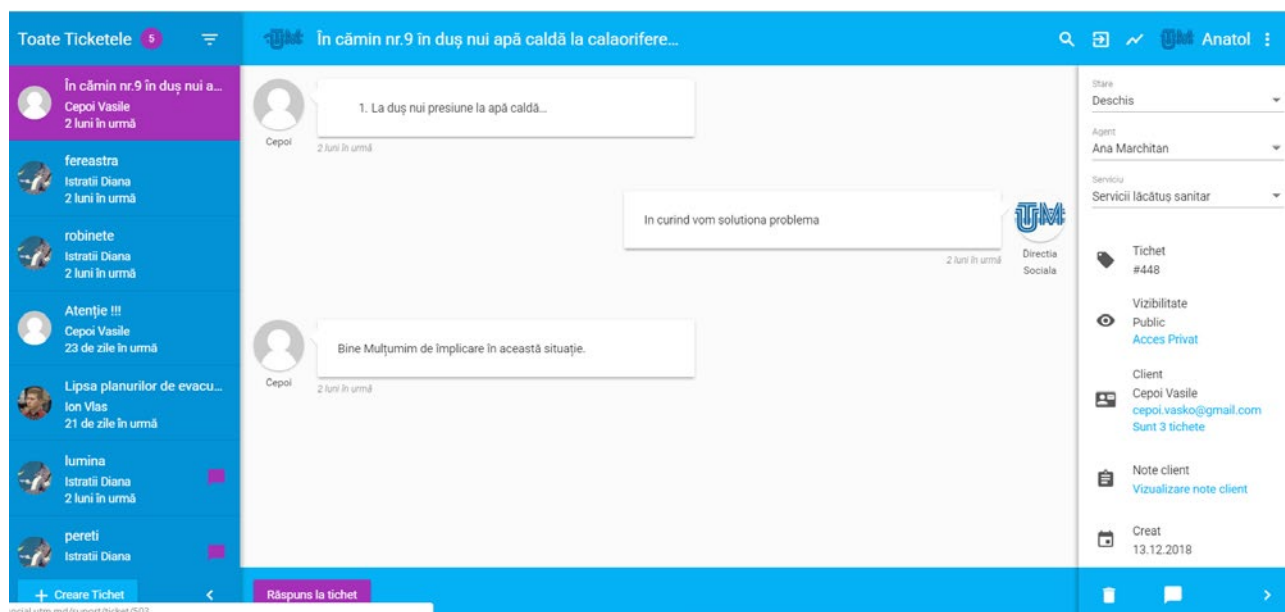 Toate Ticketele 5
În cămin nr.9 în duș nui a...
Cepoi Vasile
2 luni în urmă
fereastra
Istratii Diana
2 luni în urmă
robinete
Istratii Diana
2 luni în urmă
Atenție !!!
Cepoi Vasile
23 de zile în urmă
Lipsa planurilor de evacu...
Ion Vlas
21 de zile în urmă
lumina
Istratii Diana
2 luni în urmă
pereti
Istratii Diana
+ Creare Tichet
UTM În cămin nr.9 în duș nui apă caldă la calaorifere...
UTM Anatol
1. La duș nui presiune la apă caldă...
Cepoi
2 luni în urmă
In curind vom solutiona problema
UTM
2 luni în urmă
Directia
Sociala
Bine Mulțumim de împlicare în această situație.
Cepoi
2 luni în urmă
Răspuns la tichet
Stare
Deschis
Agent
Ana Marchitan
Serviciu
Servicii lăcătuș sanitar
Tichet
#448
Vizibilitate
Public
Acces Privat
Client
Cepoi Vasile
cepoi.vasko@gmail.com
Sunt 3 tichete
Note client
Vizualizare note client
Creat
13.12.2018